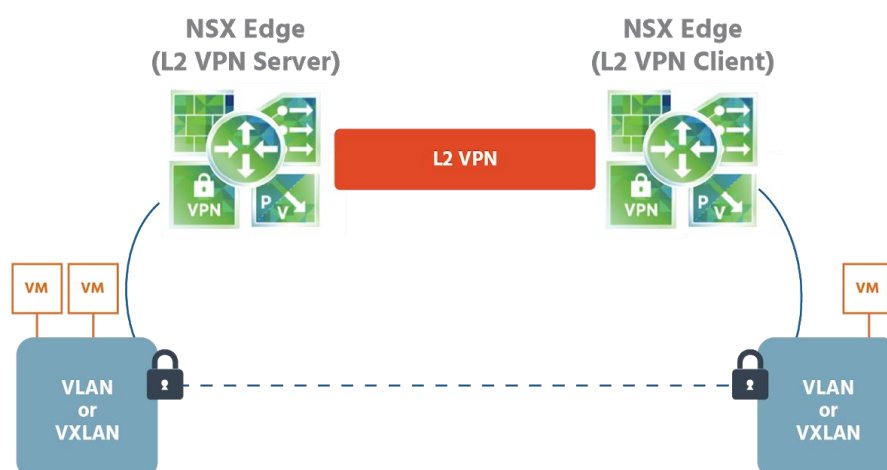 NSX Edge
(L2 VPN Server)
NSX Edge
(L2 VPN Client)
L2 VPN
VPN
P
V
VPN
P
V
VM
VM
VM
VLAN
or
VXLAN
VLAN
or
VXLAN